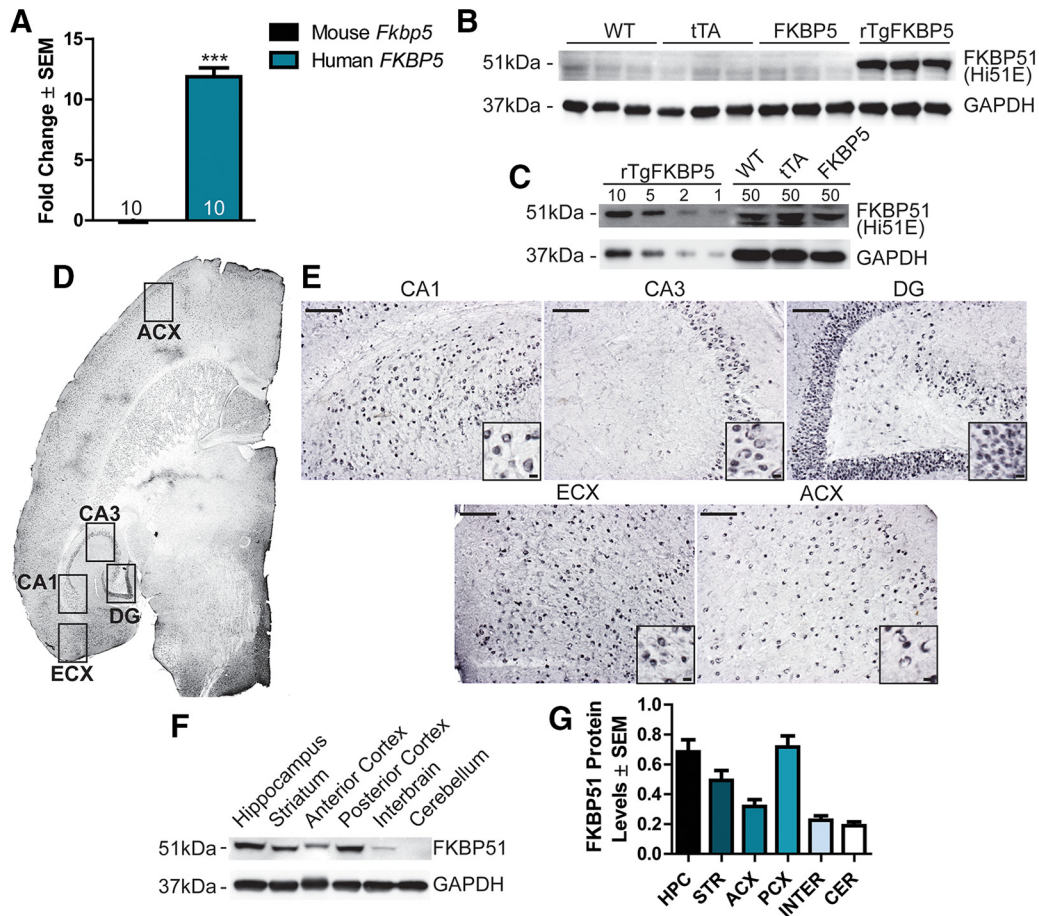 A
Fold Change ± SEM
15
10
5
0
***
10
10
Mouse Fkbp5
Human FKBP5
B
WT tTA FKBP5 rTgFKBP5
51kDa -
FKBP51
(Hi51E)
37kDa -
GAPDH
C
rTgFKBP5 WT tTA FKBP5
10 5 2 1 50 50 50
51kDa -
FKBP51
(Hi51E)
37kDa -
GAPDH
D
ACX
CA3
CA1
DG
ECX
E
CA1 CA3 DG
ECX ACX
F
Hippocampus
Striatum
Anterior Cortex
Posterior Cortex
Interbrain
Cerebellum
51kDa -
FKBP51
37kDa -
GAPDH
G
FKBP51 Protein
Levels ± SEM
1.0
0.8
0.6
0.4
0.2
0.0
HPC STR ACX PCX INTER CER